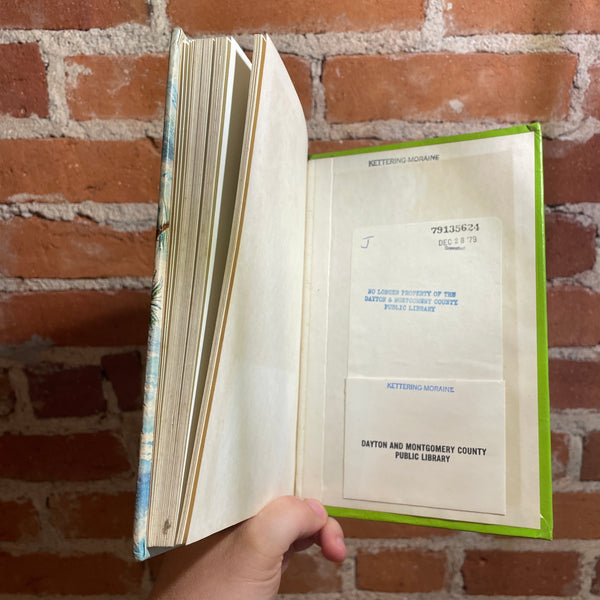 KETTERING-MORAINE
79135624
J
DEC 28 '79
NO LONGER PROPERTY OF THE
DAYTON & MONTGOMERY COUNTY
PUBLIC LIBRARY
KETTERING-MORAINE
DAYTON AND MONTGOMERY COUNTY
PUBLIC LIBRARY